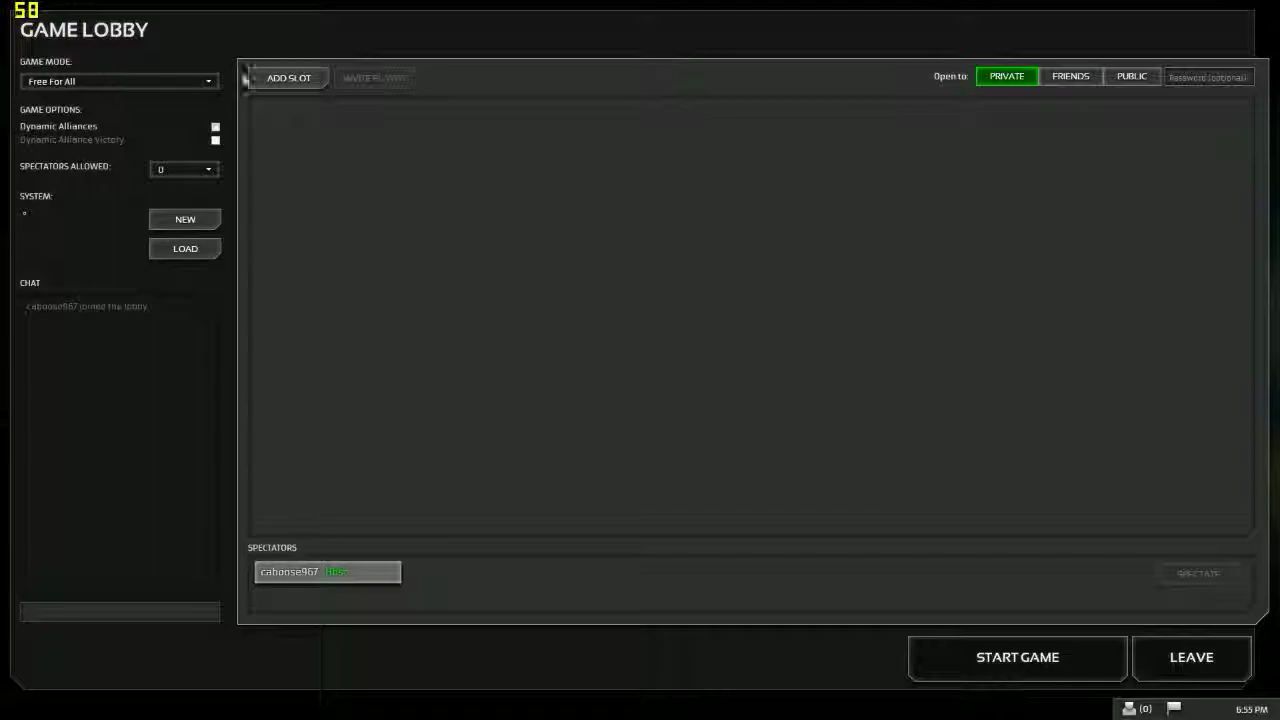 58
GAME LOBBY
GAME MODE:
Free For All
GAME OPTIONS:
Dynamic Alliances
Dynamic Alliance Victory
SPECTATORS ALLOWED:
0
SYSTEM:
NEW
LOAD
CHAT
caboose967 joined the lobby
ADD SLOT
Open to:
PRIVATE
FRIENDS
PUBLIC
Password (optional)
SPECTATORS
caboose967 Host
SPECTATE
START GAME
LEAVE
(0)
6:55 PM